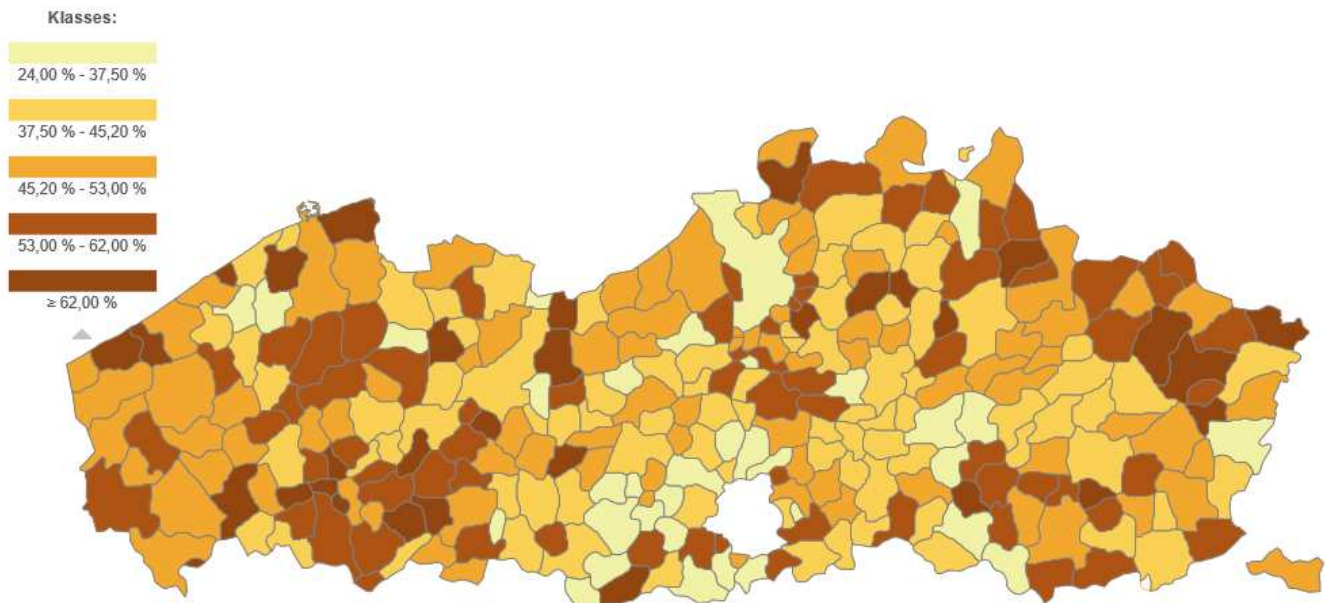 Klasses:
24,00 % - 37,50 %
37,50 % - 45,20 %
45,20 % - 53,00 %
53,00 % - 62,00 %
≥ 62,00 %